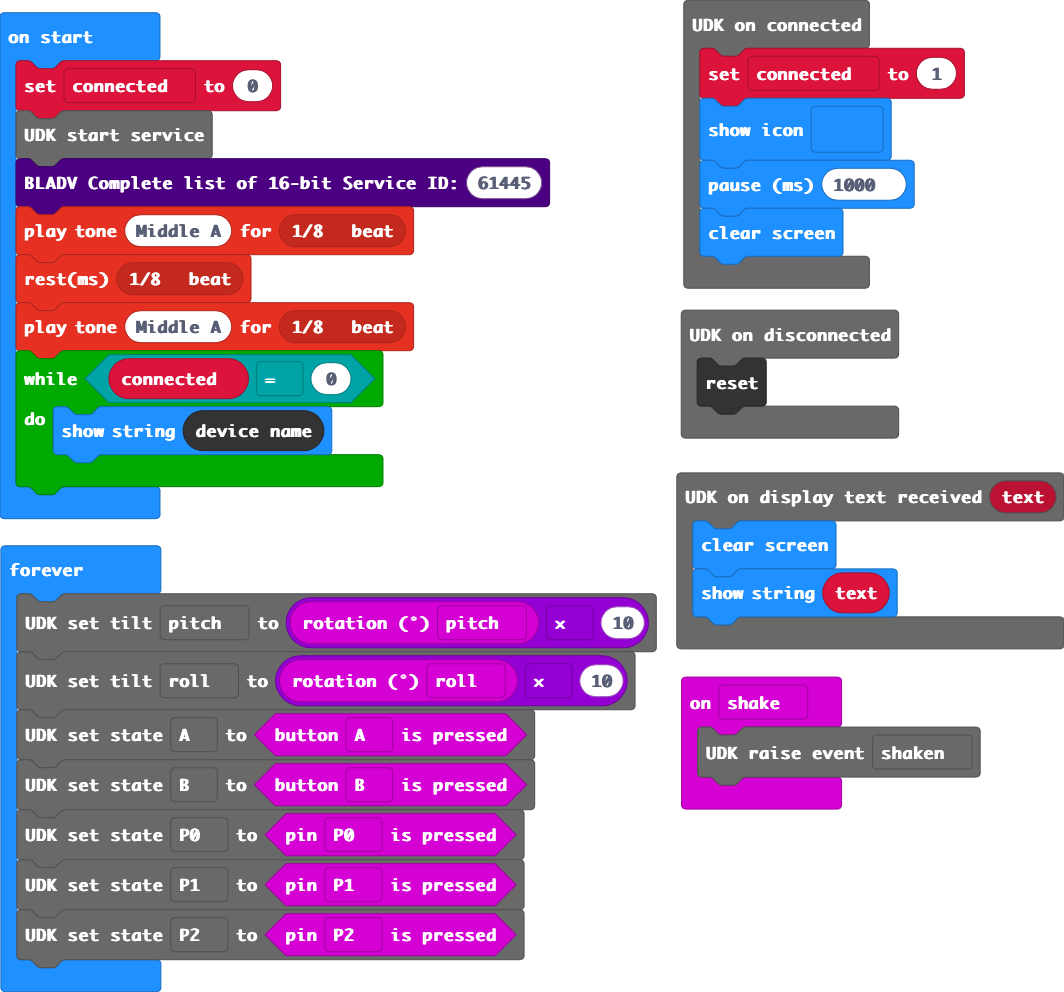 on start
set connected to 0
UDK start service
BLADV Complete list of 16-bit Service ID: 61445
play tone Middle A for 1/8 beat
rest(ms) 1/8 beat
play tone Middle A for 1/8 beat
while connected = 0
do
show string device name
forever
UDK set tilt pitch to rotation (°) pitch x 10
UDK set tilt roll to rotation (°) roll x 10
UDK set state A to button A is pressed
UDK set state B to button B is pressed
UDK set state P0 to pin P0 is pressed
UDK set state P1 to pin P1 is pressed
UDK set state P2 to pin P2 is pressed
UDK on connected
set connected to 1
show icon
pause (ms) 1000
clear screen
UDK on disconnected
reset
UDK on display text received text
clear screen
show string text
on shake
UDK raise event shaken